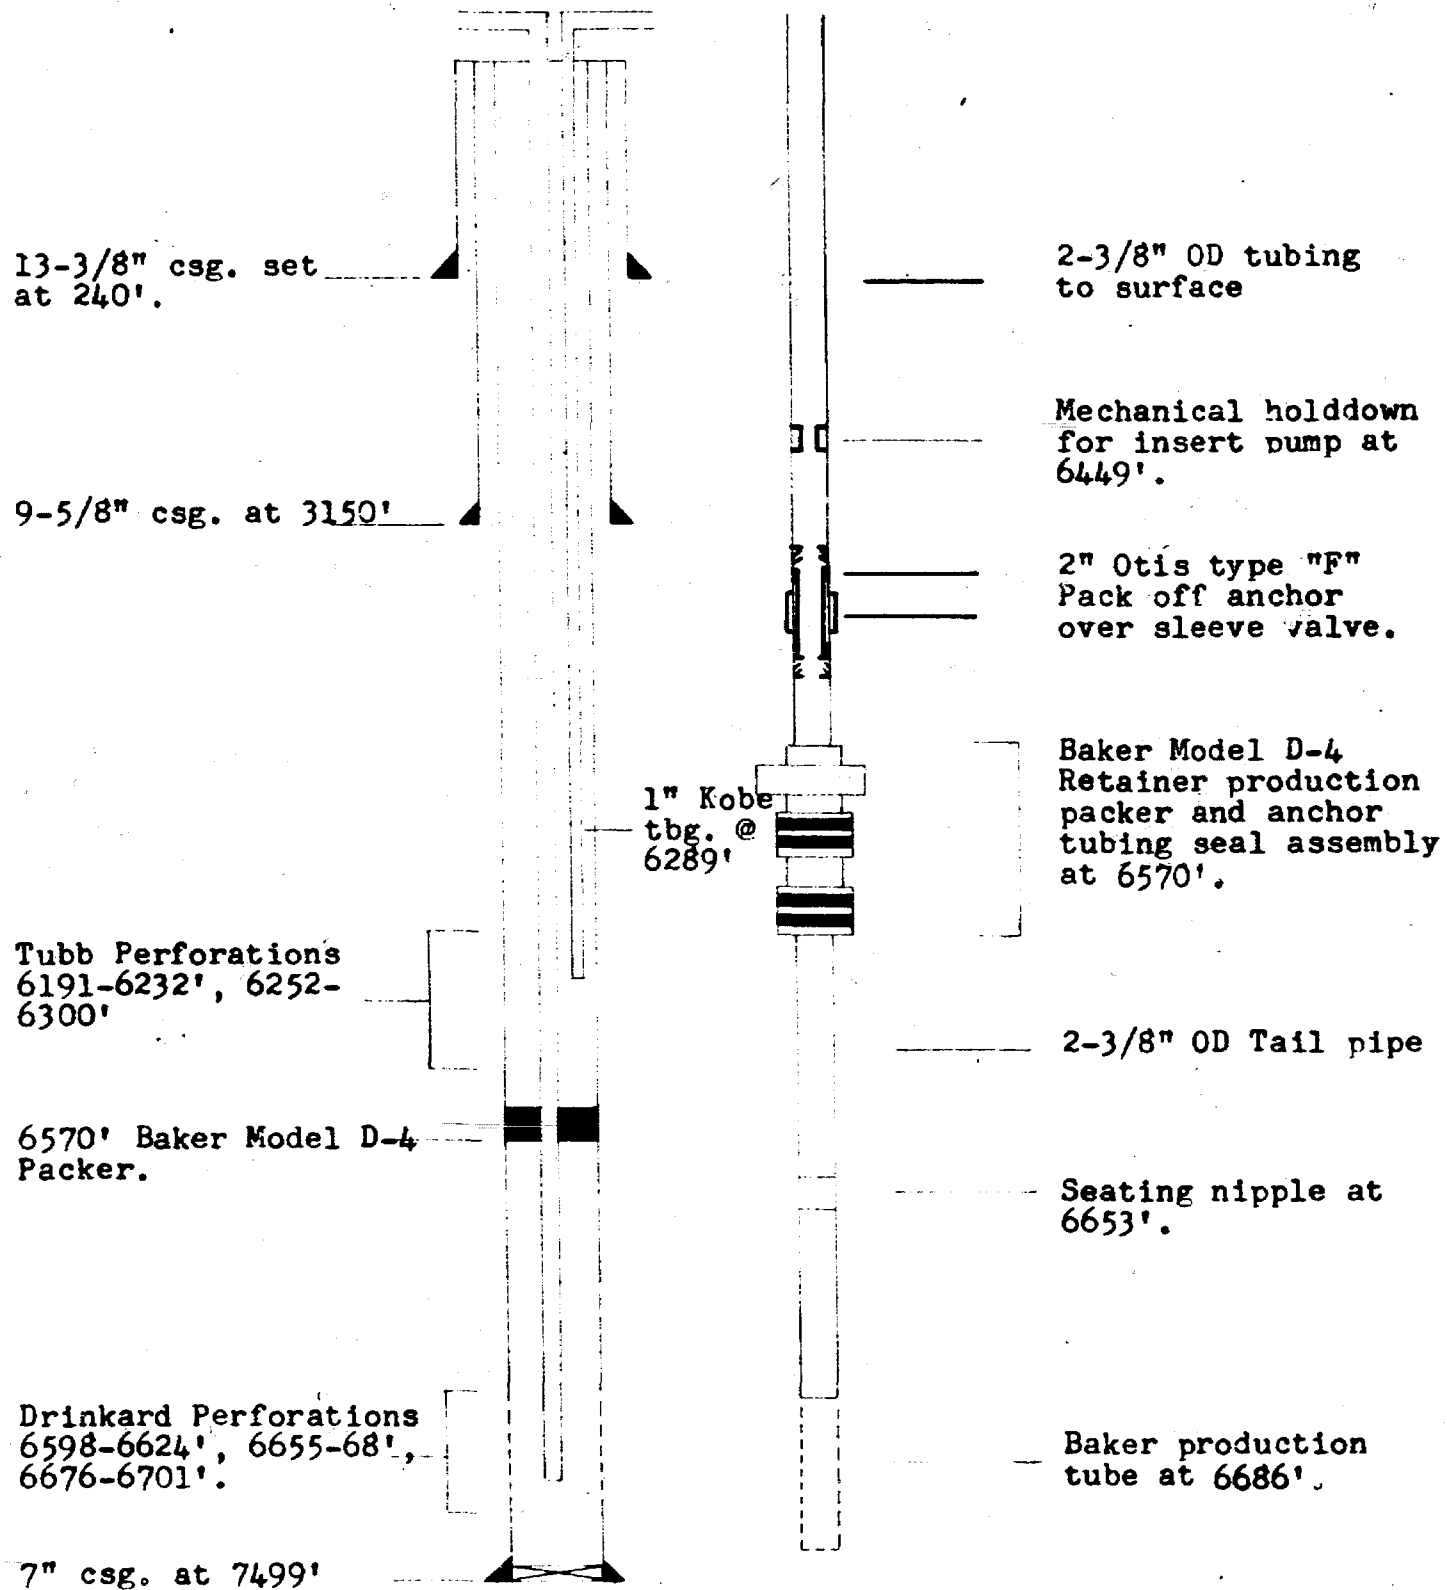 13-3/8" csg. set
at 240'.
9-5/8" csg. at 3150'
1" Kobe
tbg. @
6289'
Tubb Perforations
6191-6232', 6252-
6300'
6570' Baker Model D-4
Packer.
Drinkard Perforations
6598-6624', 6655-68',
6676-6701'.
7" csg. at 7499'
2-3/8" OD tubing
to surface
Mechanical holddown
for insert pump at
6449'.
2" Otis type "F"
Pack off anchor
over sleeve valve.
Baker Model D-4
Retainer production
packer and anchor
tubing seal assembly
at 6570'.
2-3/8" OD Tail pipe
Seating nipple at
6653'.
Baker production
tube at 6686'.